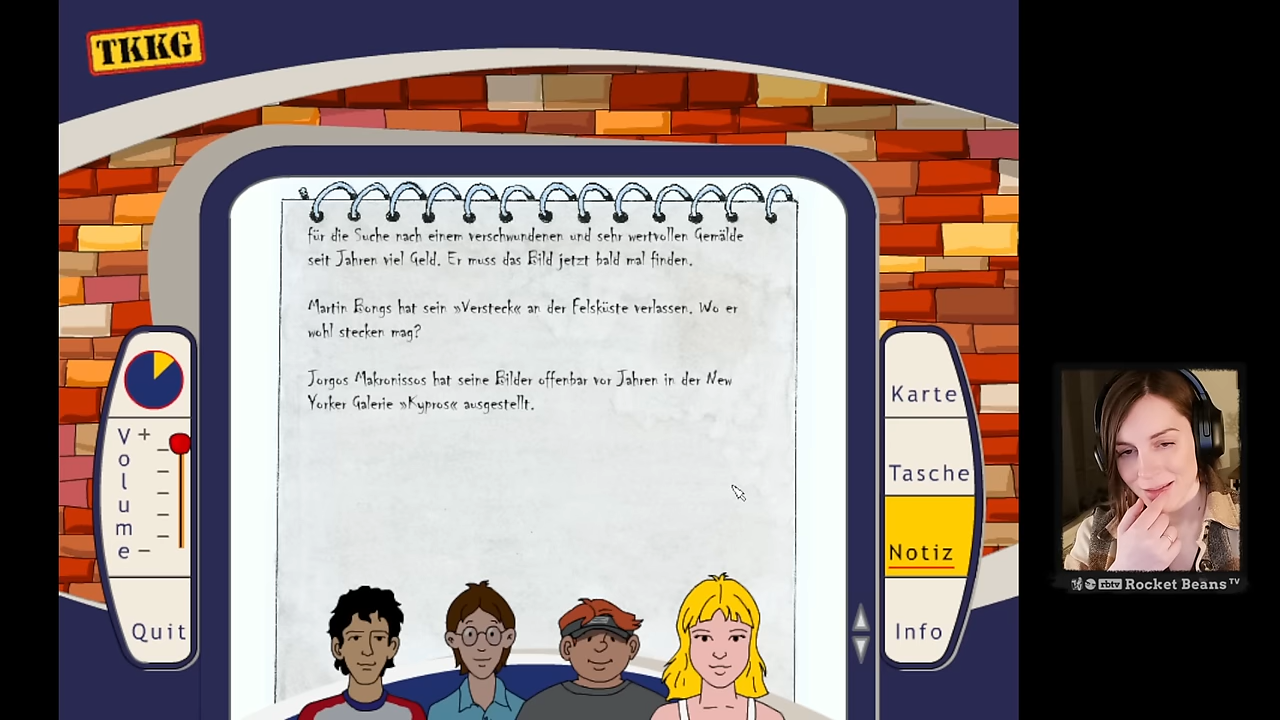 TKKG
für die Suche nach einem verschwundenen und sehr wertvollen Gemälde
seit Jahren viel Geld. Er muss das Bild jetzt bald mal finden.
Martin Bongs hat sein »Versteck« an der Felsküste verlassen. Wo er
wohl stecken mag?
Jorgos Makronissos hat seine Bilder offenbar vor Jahren in der New
Yorker Galerie »Kypros« ausgestellt.
Volume
+
−
Quit
Karte
Tasche
Notiz
Info
rbtv Rocket Beans TV